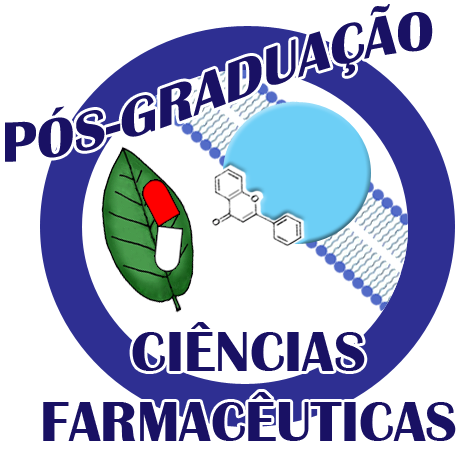 PÓS-GRADUAÇÃO
O
O
CIÊNCIAS
FARMACÊUTICAS